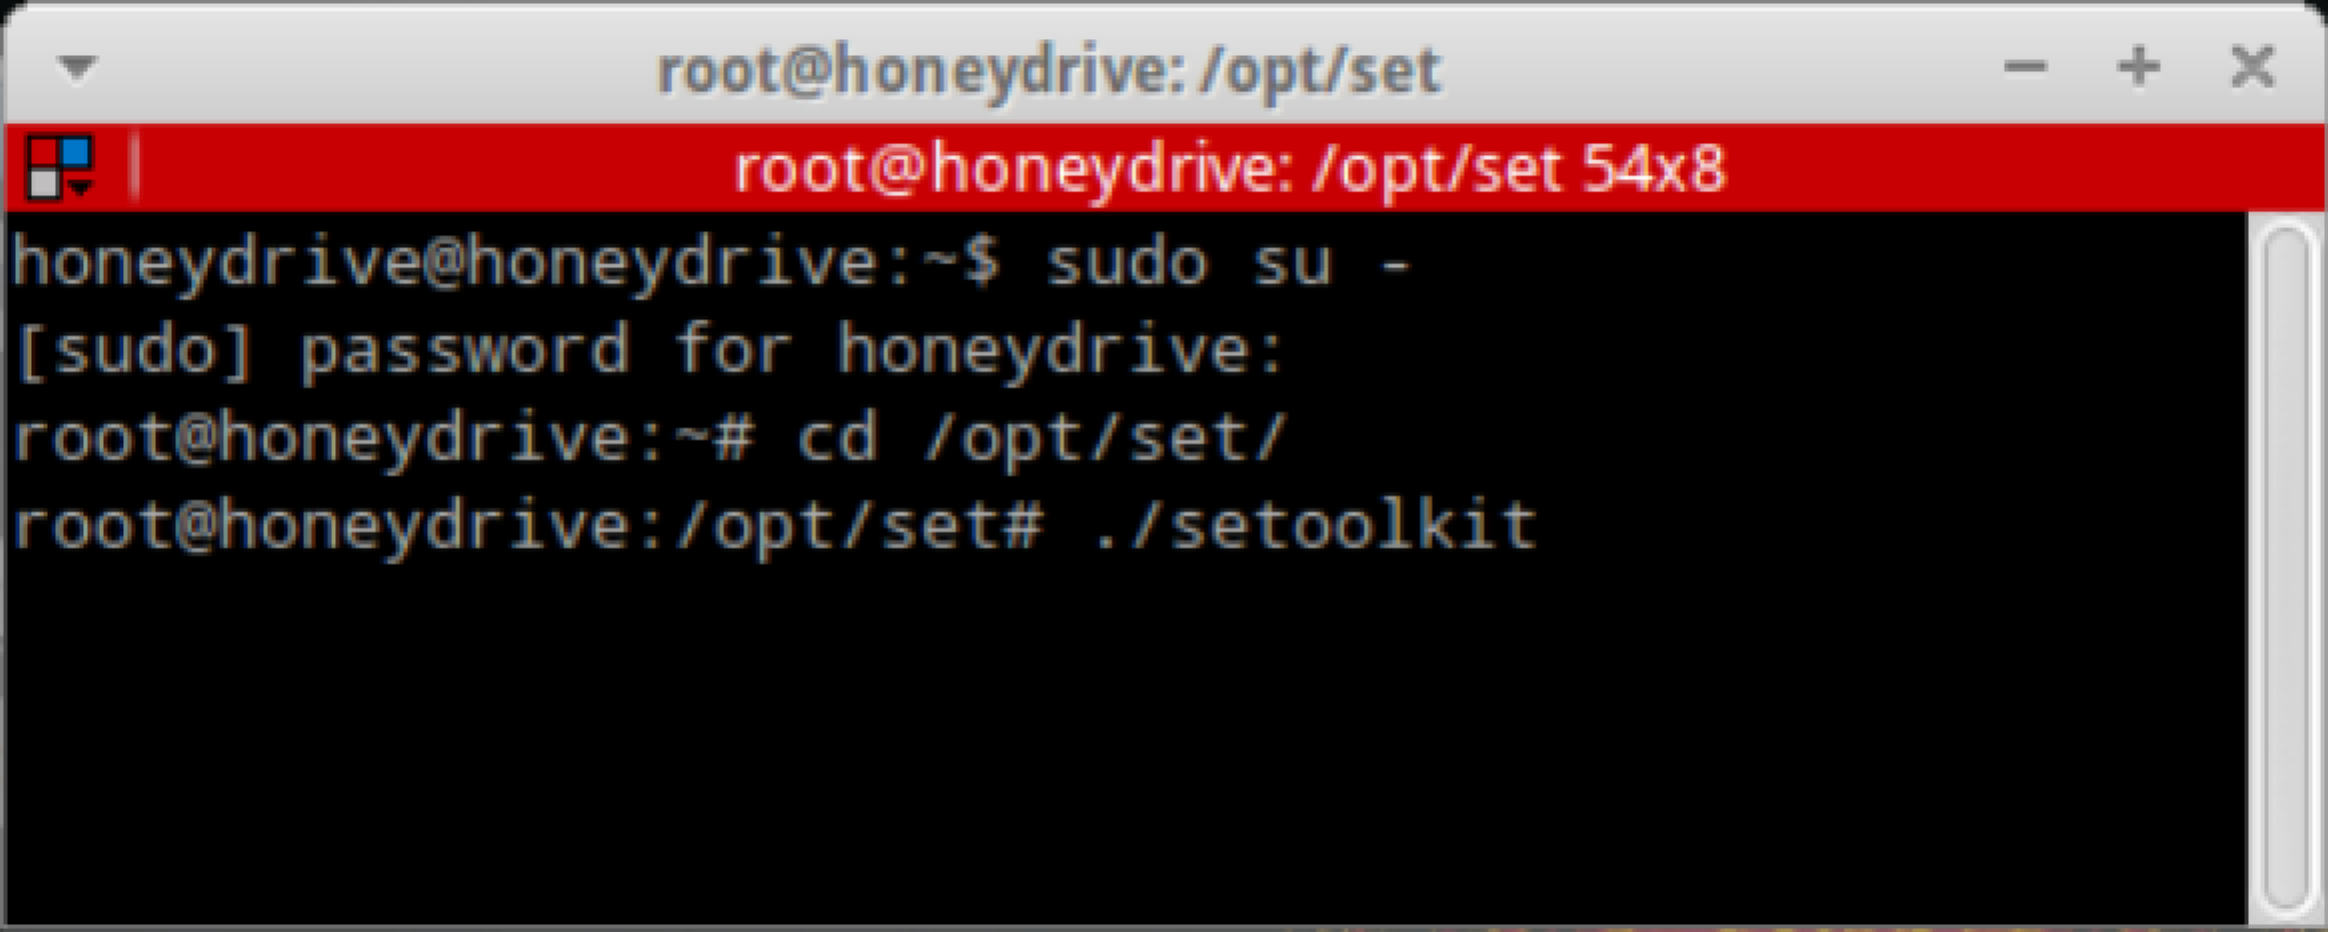 root@honeydrive: /opt/set
root@honeydrive: /opt/set 54x8
honeydrive@honeydrive:~$ sudo su -
[sudo] password for honeydrive:
root@honeydrive:~# cd /opt/set/
root@honeydrive:/opt/set# ./setoolkit